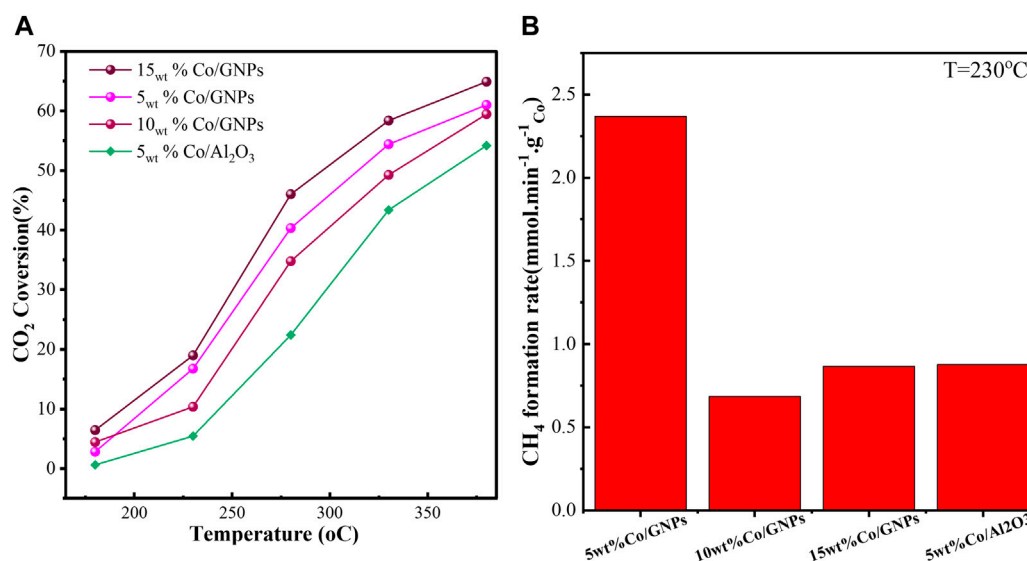 A
70
60
50
40
30
20
10
0
CO₂ Coversion(%)
15wt % Co/GNPs
5wt % Co/GNPs
10wt % Co/GNPs
5wt % Co/Al₂O₃
200
250
300
350
Temperature (oC)
B
T=230°C
2.5
2.0
1.5
1.0
0.5
0.0
CH₄ formation rate(mmol.min⁻¹.g⁻¹Co)
5wt%Co/GNPs
10wt%Co/GNPs
15wt%Co/GNPs
5wt%Co/Al2O3